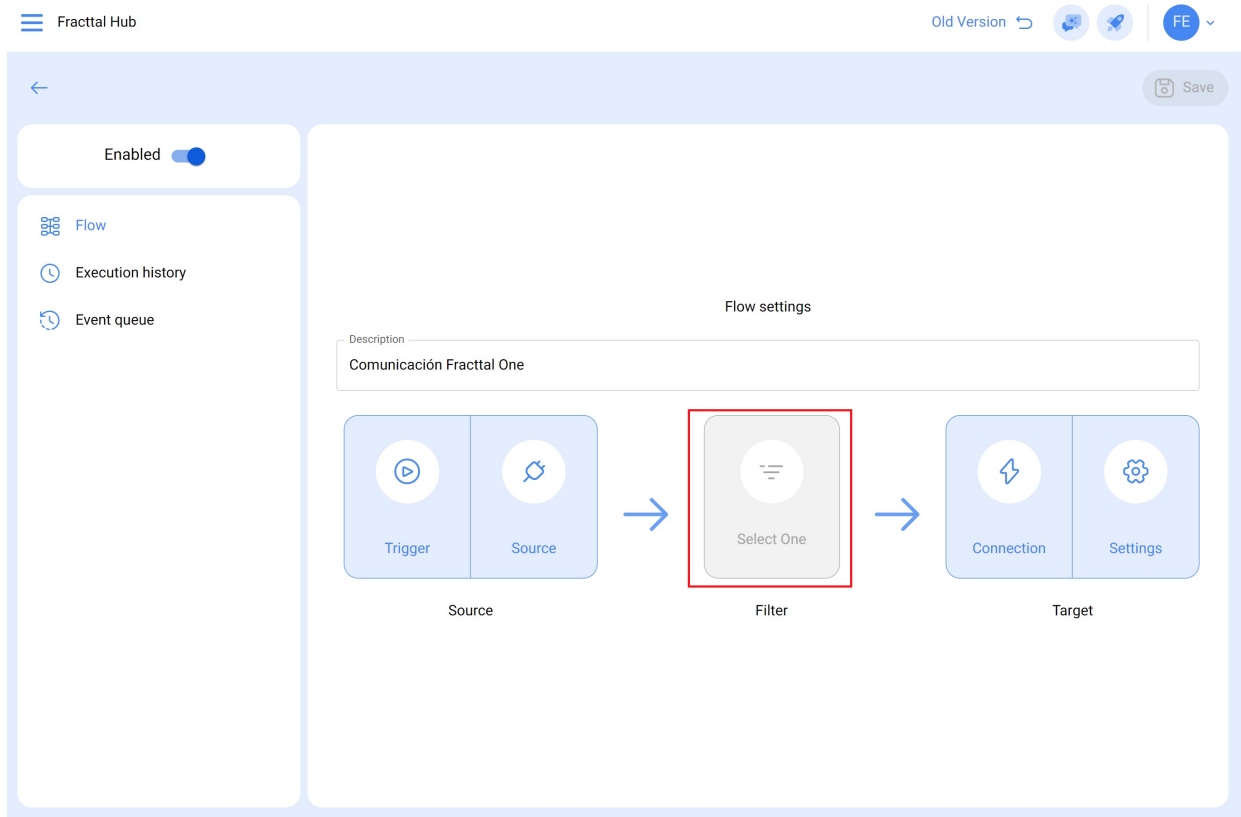 Fracttal Hub
Old Version
FE
Save
Enabled
Flow
Execution history
Event queue
Flow settings
Description
Comunicación Fracttal One
Trigger
Source
Select One
Connection
Settings
Source
Filter
Target